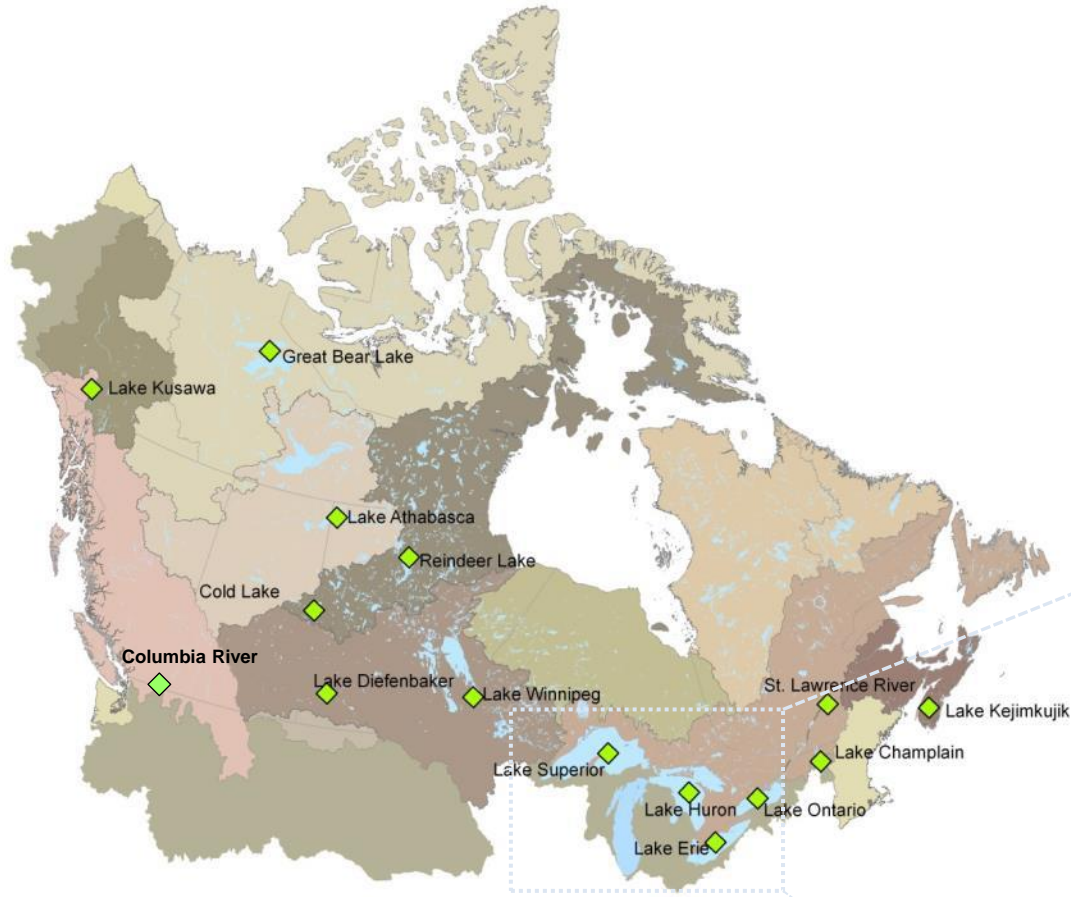 Great Bear Lake
Lake Kusawa
Lake Athabasca
Reindeer Lake
Cold Lake
Columbia River
Lake Diefenbaker
Lake Winnipeg
St. Lawrence River
Lake Kejimkujik
Lake Champlain
Lake Superior
Lake Huron
Lake Ontario
Lake Erie